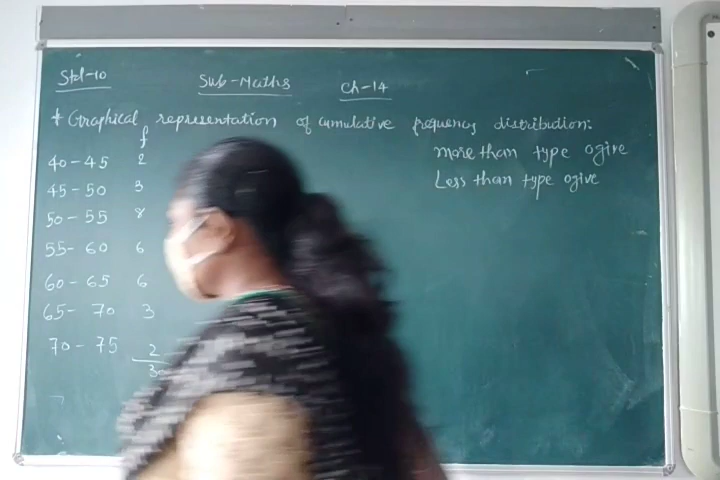 Std-10 Sub-Maths Ch-14
* Graphical representation of cumulative frequency distribution:
f
more than type ogive
40-45 2
Less than type ogive
45-50 3
50-55 8
55-60 6
60-65 6
65-70 3
70-75 2
30